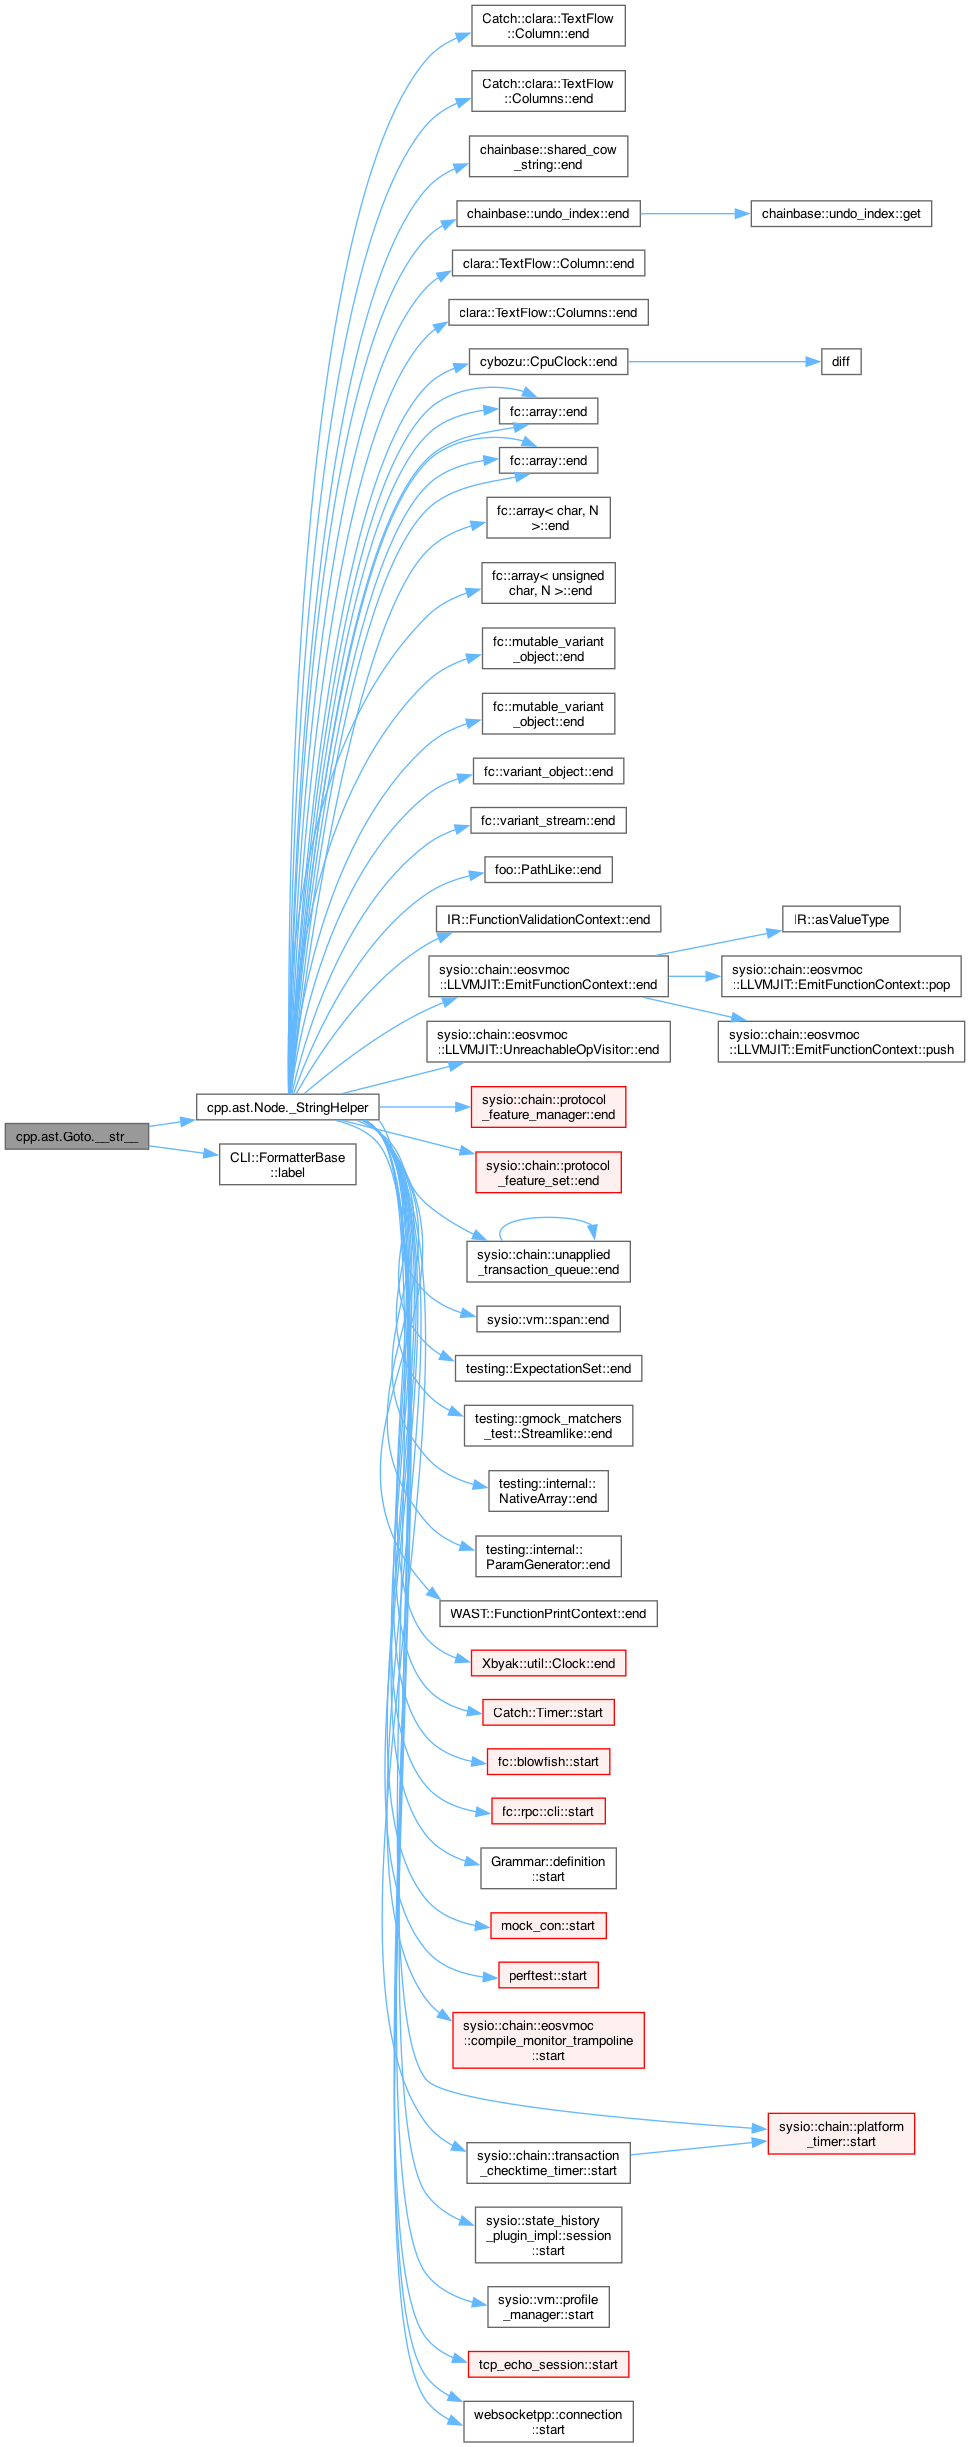 Catch::clara::TextFlow
::Column::end
Catch::clara::TextFlow
::Columns::end
chainbase::shared_cow
_string::end
chainbase::undo_index::end
chainbase::undo_index::get
clara::TextFlow::Column::end
clara::TextFlow::Columns::end
cybozu::CpuClock::end
diff
fc::array::end
fc::array::end
fc::array< char, N
>::end
fc::array< unsigned
char, N >::end
fc::mutable_variant
_object::end
fc::mutable_variant
_object::end
fc::variant_object::end
fc::variant_stream::end
foo::PathLike::end
IR::FunctionValidationContext::end
IR::asValueType
sysio::chain::eosvmoc
::LLVMJIT::EmitFunctionContext::end
sysio::chain::eosvmoc
::LLVMJIT::EmitFunctionContext::pop
sysio::chain::eosvmoc
::LLVMJIT::UnreachableOpVisitor::end
sysio::chain::eosvmoc
::LLVMJIT::EmitFunctionContext::push
cpp.ast.Node._StringHelper
sysio::chain::protocol
_feature_manager::end
cpp.ast.Goto.__str__
CLI::FormatterBase
::label
sysio::chain::protocol
_feature_set::end
sysio::chain::unapplied
_transaction_queue::end
sysio::vm::span::end
testing::ExpectationSet::end
testing::gmock_matchers
_test::Streamlike::end
testing::internal::
NativeArray::end
testing::internal::
ParamGenerator::end
WAST::FunctionPrintContext::end
Xbyak::util::Clock::end
Catch::Timer::start
fc::blowfish::start
fc::rpc::cli::start
Grammar::definition
::start
mock_con::start
perftest::start
sysio::chain::eosvmoc
::compile_monitor_trampoline
::start
sysio::chain::platform
_timer::start
sysio::chain::transaction
_checktime_timer::start
sysio::state_history
_plugin_impl::session
::start
sysio::vm::profile
_manager::start
tcp_echo_session::start
websocketpp::connection
::start